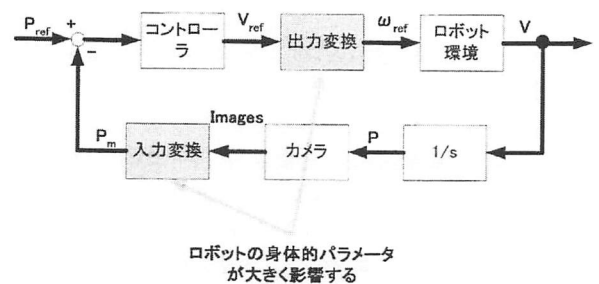 Pref
+
−
コントローラ
Vref
出力変換
ωref
ロボット環境
V
Images
Pm
入力変換
カメラ
P
1/s
ロボットの身体的パラメータ
が大きく影響する